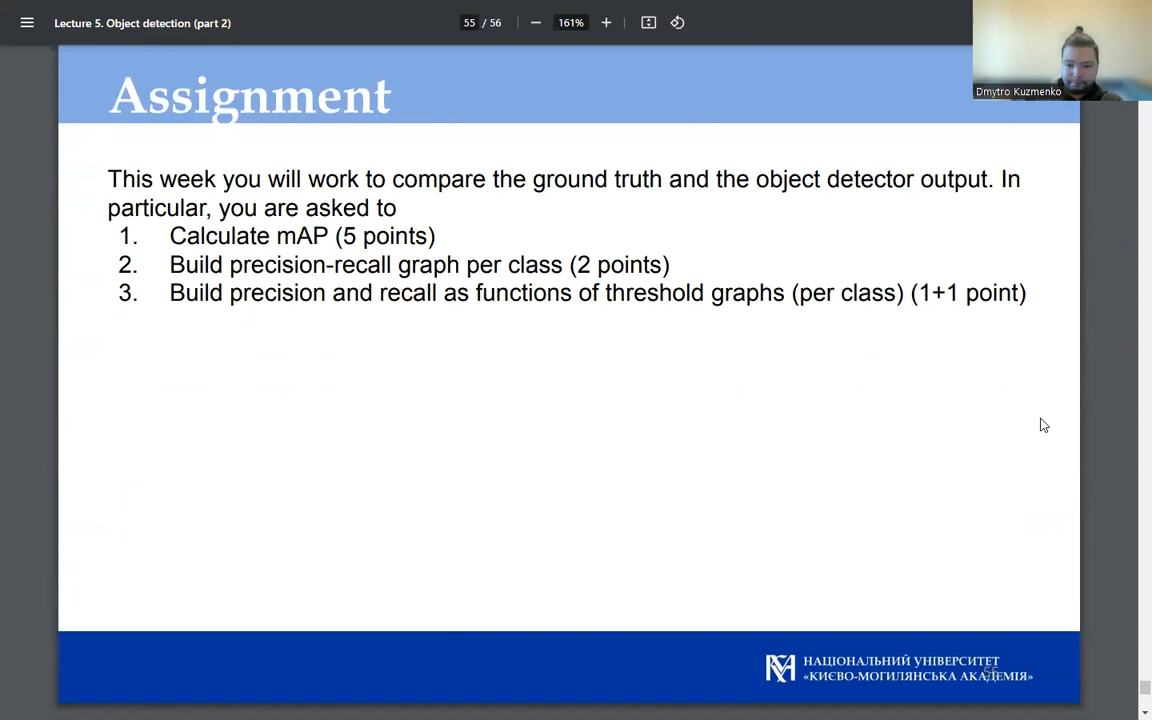 Lecture 5. Object detection (part 2)
55 / 56
161%
Dmytro Kuzmenko
Assignment
This week you will work to compare the ground truth and the object detector output. In
particular, you are asked to
1. Calculate mAP (5 points)
2. Build precision-recall graph per class (2 points)
3. Build precision and recall as functions of threshold graphs (per class) (1+1 point)
НАЦІОНАЛЬНИЙ УНІВЕРСИТЕТ
«КИЄВО-МОГИЛЯНСЬКА АКАДЕМІЯ»